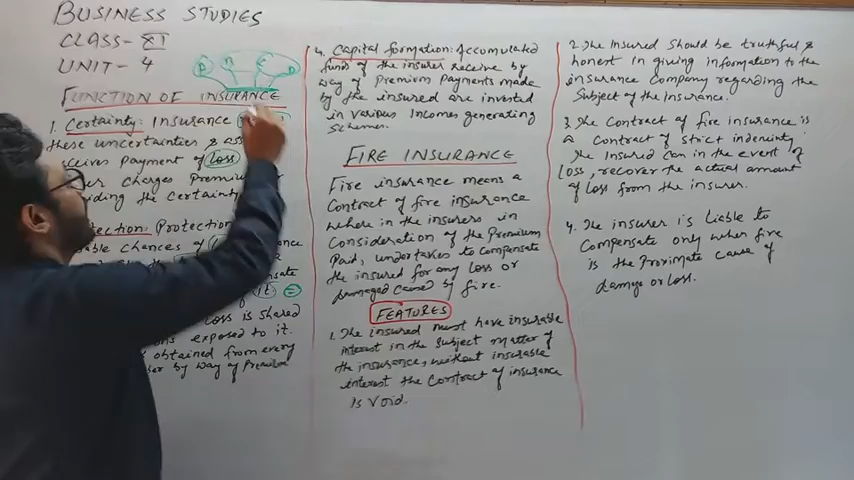 BUSINESS STUDIES
CLASS- XI
UNIT- 4
B C D
FUNCTION OF INSURANCE
1. Certainty: Insurance
these uncertainties &
receives payment of loss
charges Premium
the Certainty
Protection: Protection
Chances of
it. =
Loss is shared
exposed to it.
obtained from every
by way of Premium
4. Capital formation: Accumulated
funds of the insurer receive by
way of Premium Payments made
by the insured are invested
in various Incomes generating
Schemes.
FIRE INSURANCE
Fire insurance means a
Contract of fire insurance
where in the insurers in
Consideration of the Premium
Paid, undertakes to compensate
the insured for any Loss or
damaged caused by fire.
FEATURES
1. The insured must have insurable
interest in the subject matter of
the insurance, without insurable
interest the Contract of insurance
is void.
2. The Insured should be truthful &
honest in giving information to the
insurance Company regarding the
Subject of the Insurance.
3. The Contract of fire insurance is
a Contract of strict indeminty
The Insured Can in the event of
Loss, recover the actual amount
of Loss from the insurer.
4. The insurer is liable to
Compensate only when fire
is the Proximate cause of
damage or Loss.